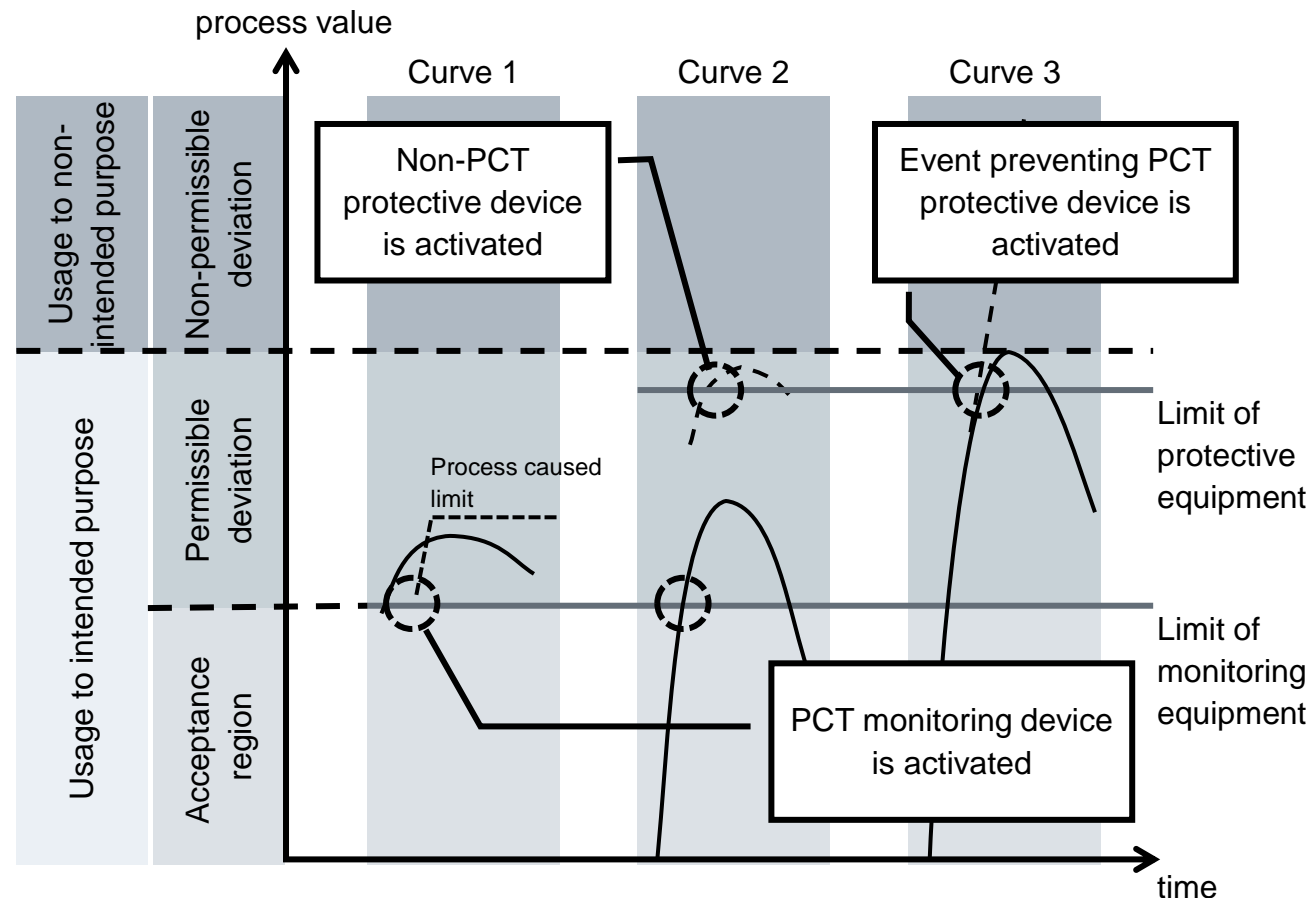 process value
Curve 1
Curve 2
Curve 3
Usage to non-
intended purpose
Non-permissible
deviation
Non-PCT
protective device
is activated
Event preventing PCT
protective device is
activated
Usage to intended purpose
Permissible
deviation
Process caused
limit
Limit of
protective
equipment
Acceptance
region
PCT monitoring device
is activated
Limit of
monitoring
equipment
time